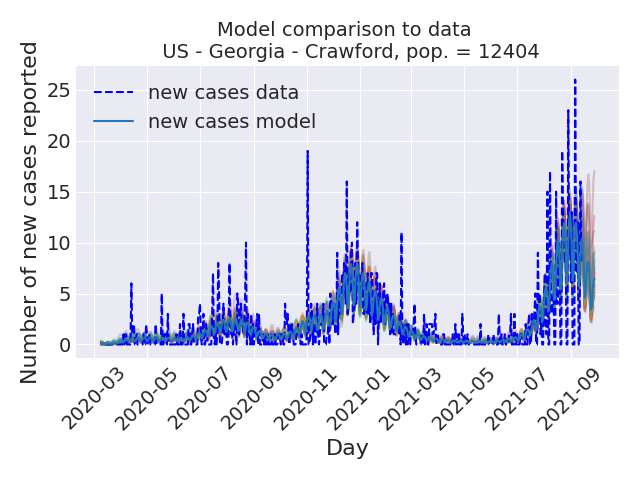 Model comparison to data
US - Georgia - Crawford, pop. = 12404
Number of new cases reported
25
20
15
10
5
0
new cases data
new cases model
2020-03
2020-05
2020-07
2020-09
2020-11
2021-01
2021-03
2021-05
2021-07
2021-09
Day